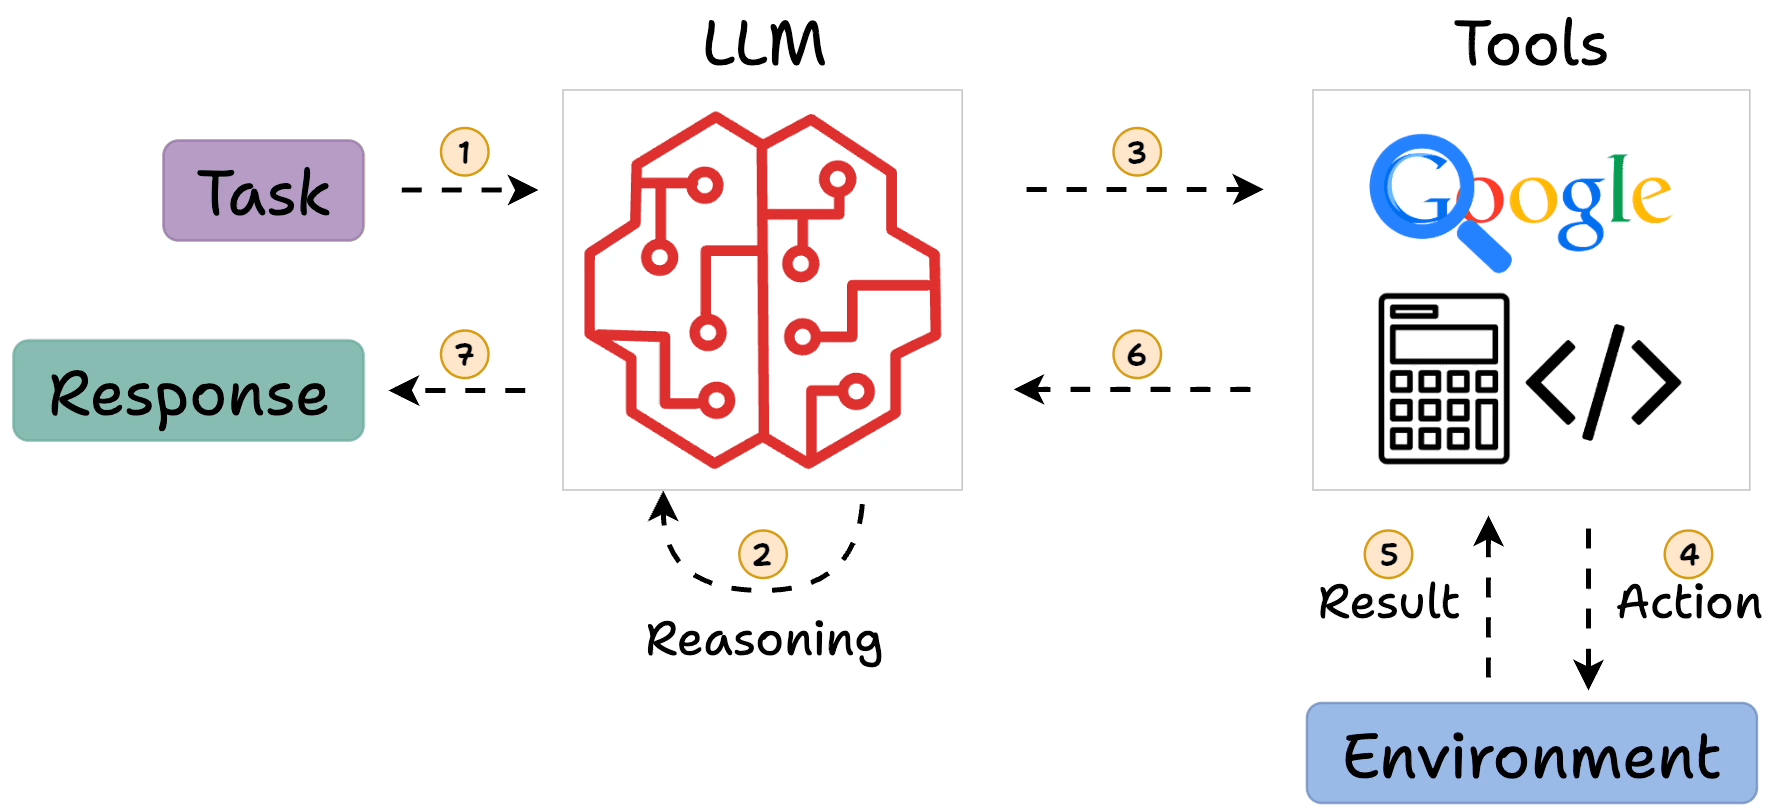 LLM
Tools
Task
1
3
Google
Response
7
6
2
Reasoning
5
Result
4
Action
Environment
</>